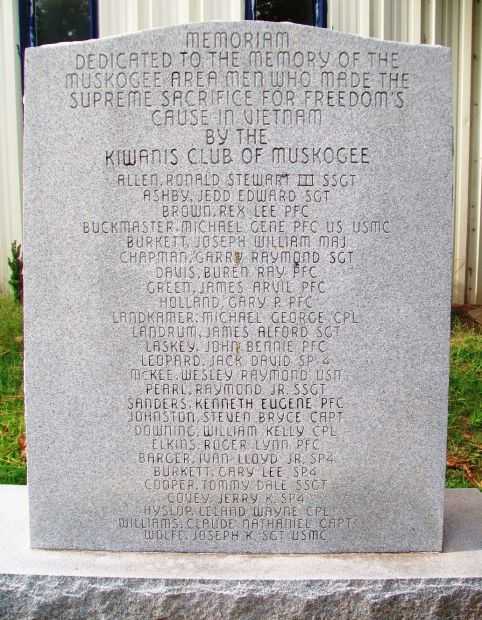 MEMORIAM
DEDICATED TO THE MEMORY OF THE
MUSKOGEE AREA MEN WHO MADE THE
SUPREME SACRIFICE FOR FREEDOM'S
CAUSE IN VIETNAM
BY THE
KIWANIS CLUB OF MUSKOGEE
ALLEN, RONALD STEWART III SSGT
ASHBY, JEDD EDWARD SGT
BROWN, REX LEE PFC
BUCKMASTER, MICHAEL GENE PFC US USMC
BURKETT, JOSEPH WILLIAM MAJ
CHAPMAN, GARRY RAYMOND SGT
DAVIS, BUREN RAY PFC
GREEN, JAMES ARVIL PFC
HOLLAND, GARY P. PFC
LANDKAMER, MICHAEL GEORGE, CPL
LANDRUM, JAMES ALFORD SGT
LASKEY, JOHN BENNIE PFC
LEOPARD, JACK DAVID SP-4
MCKEE, WESLEY RAYMOND USN
PEARL, RAYMOND JR. SSGT
SANDERS, KENNETH EUGENE PFC
JOHNSTON, STEVEN BRYCE CAPT
DOWNING, WILLIAM KELLY CPL
ELKINS, ROGER LYNN PFC
BARGER, IVAN LLOYD JR. SP4
BURKETT, GARY LEE SP4
COOPER, TOMMY DALE SSGT
COVEY, JERRY K. SP4
HYSLOP, LELAND WAYNE CPL
WILLIAMS, CLAUDE NATHANIEL CAPT
WOLFE, JOSEPH K. SGT USMC